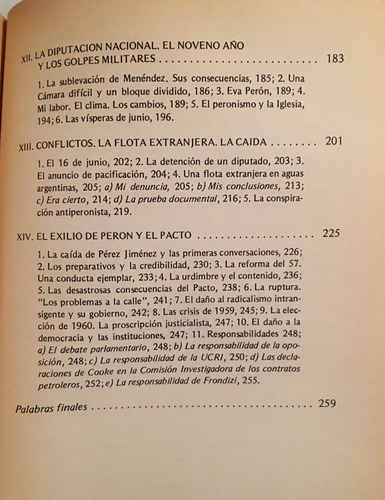 XII. LA DIPUTACION NACIONAL. EL NOVENO AÑO
Y LOS GOLPES MILITARES . . . . . . . . . . . . . . . . . . . . . . . . . 183
1. La sublevación de Menéndez. Sus consecuencias, 185; 2. Una
Cámara difícil y un bloque dividido, 186; 3. Eva Perón, 189; 4.
Mi labor. El clima. Los cambios, 189; 5. El peronismo y la Iglesia,
194; 6. Las vísperas de junio, 196.
XIII. CONFLICTOS. LA FLOTA EXTRANJERA. LA CAIDA . . . . . . . . 201
1. El 16 de junio, 202; 2. La detención de un diputado, 203; 3.
El anuncio de pacificación, 204; 4. Una flota extranjera en aguas
argentinas, 205; a) Mi denuncia, 205; b) Mis conclusiones, 213;
c) Era cierto, 214; d) La prueba documental, 216; 5. La conspira-
ción antiperonista, 219.
XIV. EL EXILIO DE PERON Y EL PACTO . . . . . . . . . . . . . . . . . . . 225
1. La caída de Pérez Jiménez y las primeras conversaciones, 226;
2. Los preparativos y la credibilidad, 230; 3. La reforma del 57.
Una conducta ejemplar, 233; 4. La urdimbre y el contenido, 236;
5. Las desastrosas consecuencias del Pacto, 238; 6. La ruptura.
"Los problemas a la calle", 241; 7. El daño al radicalismo intran-
sigente y su gobierno, 242; 8. Las crisis de 1959, 245; 9. La elec-
ción de 1960. La proscripción justicialista, 247; 10. El daño a la
democracia y las instituciones, 247; 11. Responsabilidades 248;
a) El debate parlamentario, 248; b) La responsabilidad de la opo-
sición, 248; c) La responsabilidad de la UCRI, 250; d) Las decla-
raciones de Cooke en la Comisión Investigadora de los contratos
petroleros, 252; e) La responsabilidad de Frondizi, 255.
Palabras finales . . . . . . . . . . . . . . . . . . . . . . . . . . . . . . . . . . . . . . . 259